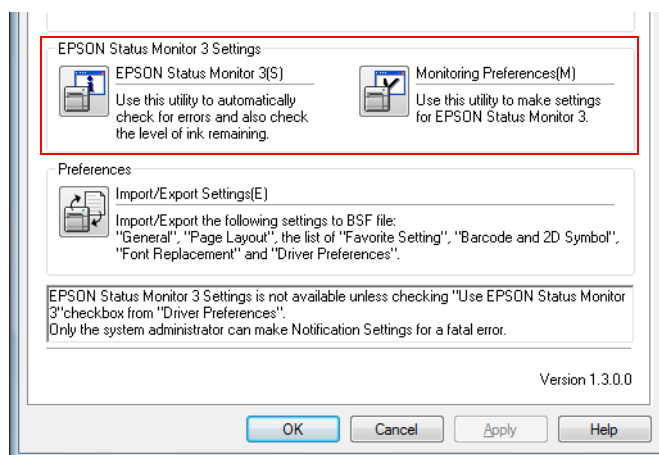 EPSON Status Monitor 3 Settings
EPSON Status Monitor 3(S)
Use this utility to automatically
check for errors and also check
the level of ink remaining.
Monitoring Preferences(M)
Use this utility to make settings
for EPSON Status Monitor 3.
Preferences
Import/Export Settings(E)
Import/Export the following settings to BSF file:
"General", "Page Layout", the list of "Favorite Setting", "Barcode and 2D Symbol",
"Font Replacement" and "Driver Preferences".
EPSON Status Monitor 3 Settings is not available unless checking "Use EPSON Status Monitor
3"checkbox from "Driver Preferences".
Only the system administrator can make Notification Settings for a fatal error.
Version 1.3.0.0
OK Cancel Apply Help